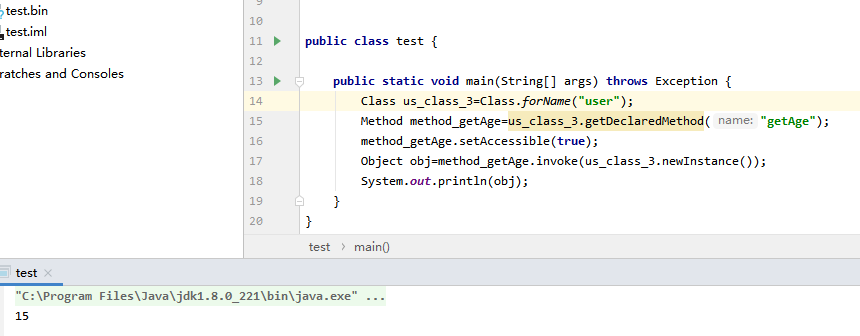 test.bin
test.iml
ternal Libraries
ratches and Consoles
9
10
11 public class test {
12
13 public static void main(String[] args) throws Exception {
14 Class us_class_3=Class.forName("user");
15 Method method_getAge=us_class_3.getDeclaredMethod( name: "getAge");
16 method_getAge.setAccessible(true);
17 Object obj=method_getAge.invoke(us_class_3.newInstance());
18 System.out.println(obj);
19 }
20 }
test > main()
test ×
"C:\Program Files\Java\jdk1.8.0_221\bin\java.exe" ...
15